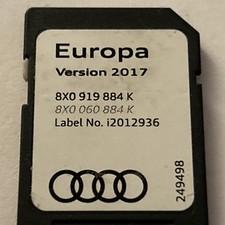 Europa
Version 2017
8X0 919 884 K
8X0 060 884 K
Label No. i2012936
249498